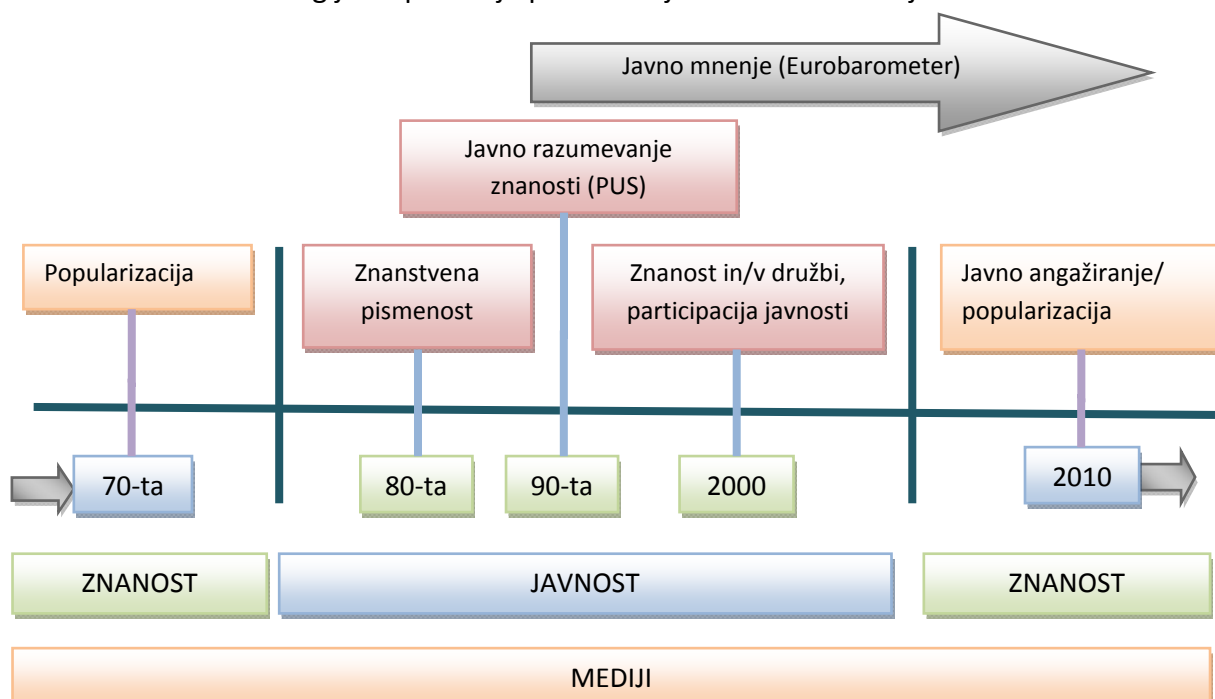 Javno mnenje (Eurobarometer)
Javno razumevanje
znanosti (PUS)
Popularizacija
Znanstvena
pismenost
Znanost in/v družbi,
participacija javnosti
Javno angažiranje/
popularizacija
70-ta
80-ta
90-ta
2000
2010
ZNANOST
JAVNOST
ZNANOST
MEDIJI